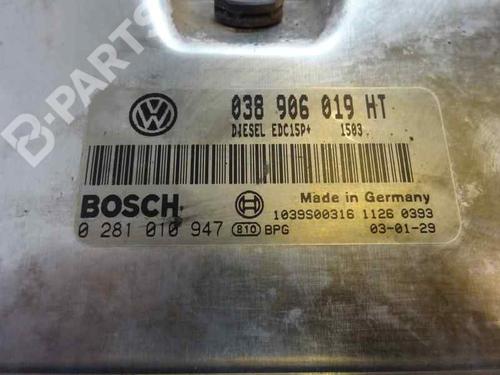 B-PARTS
038 906 019 HT
DIESEL EDC15P+ 1503
BOSCH
Made in Germany
1039S00316 1126 0393
0 281 010 947 810 BPG 03-01-29